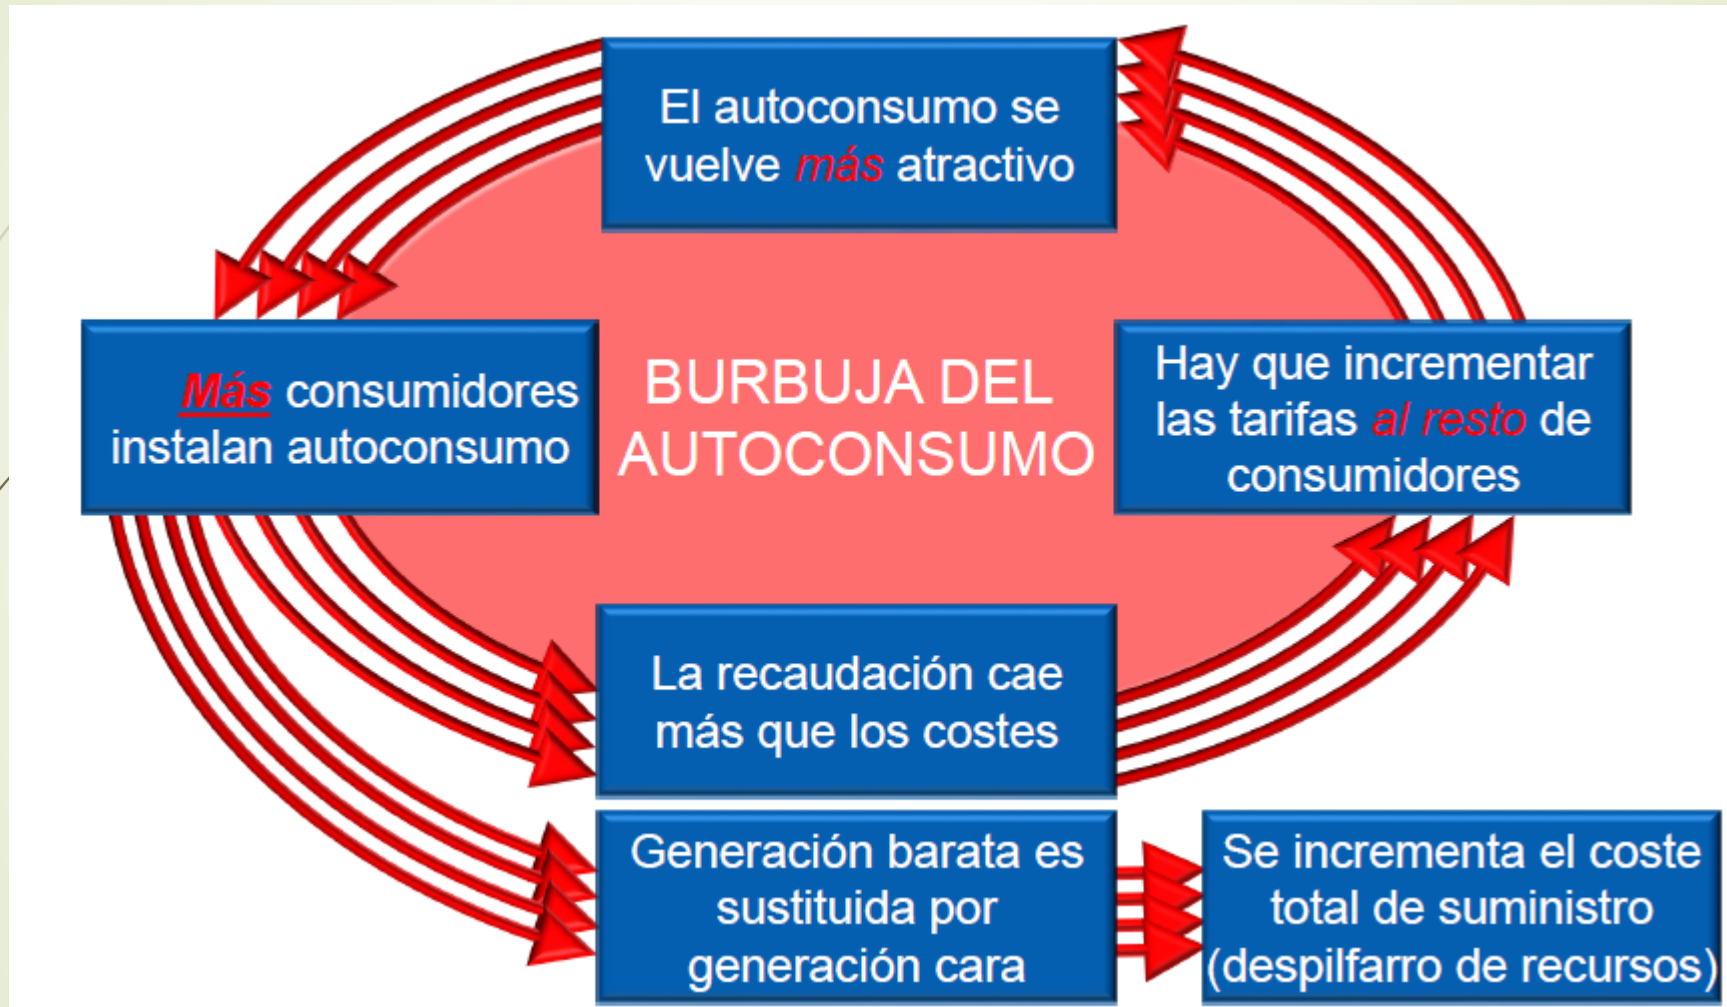 El autoconsumo se
vuelve más atractivo
Más consumidores
instalan autoconsumo
BURBUJA DEL
AUTOCONSUMO
Hay que incrementar
las tarifas al resto de
consumidores
La recaudación cae
más que los costes
Generación barata es
sustituida por
generación cara
Se incrementa el coste
total de suministro
(despilfarro de recursos)